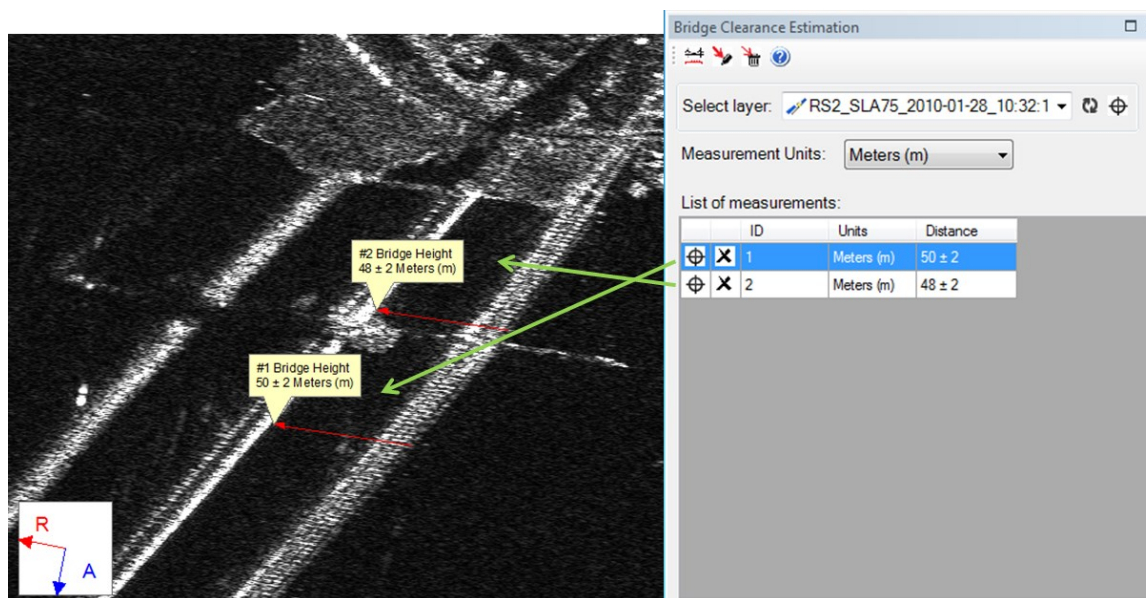 Bridge Clearance Estimation
Select layer: RS2_SLA75_2010-01-28_10:32:1
Measurement Units: Meters (m)
List of measurements:
ID Units Distance
1 Meters (m) 50 ± 2
2 Meters (m) 48 ± 2
#2 Bridge Height
48 ± 2 Meters (m)
#1 Bridge Height
50 ± 2 Meters (m)
R
A